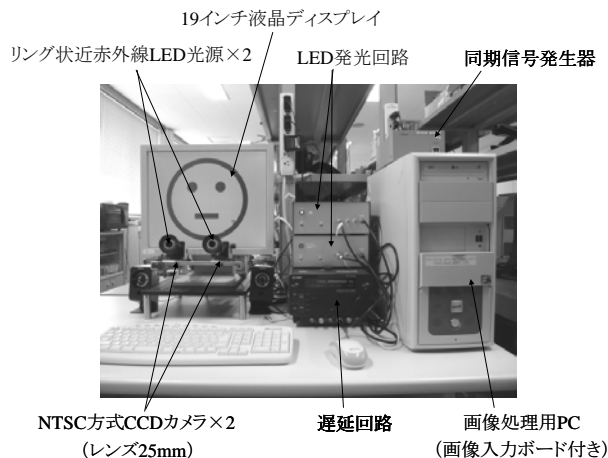 19インチ液晶ディスプレイ
リング状近赤外線LED光源×2
LED発光回路
同期信号発生器
NTSC方式CCDカメラ×2
(レンズ25mm)
遅延回路
画像処理用PC
(画像入力ボード付き)